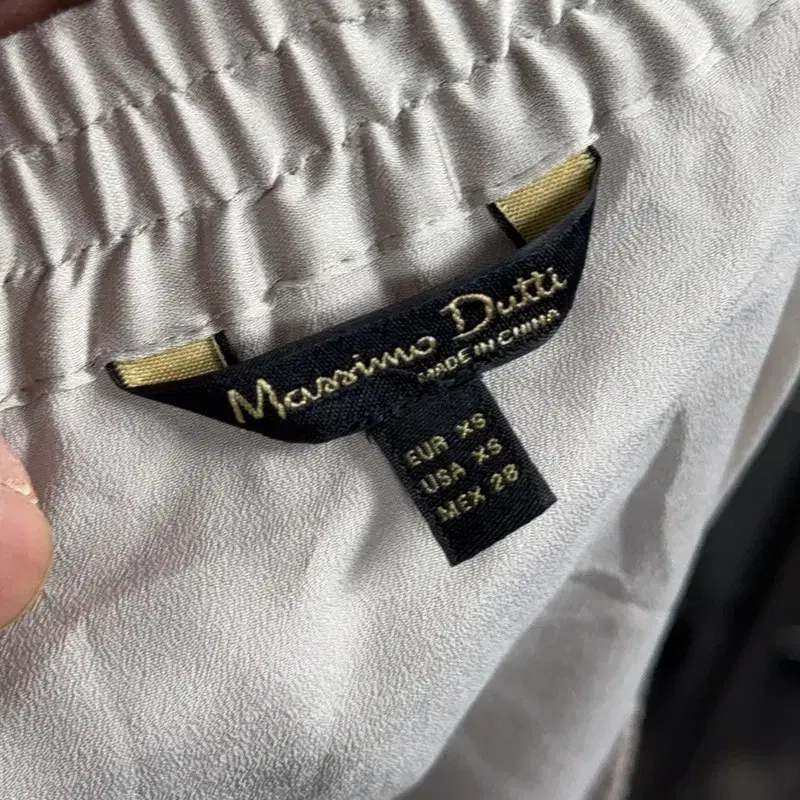 Massimo Dutti
MADE IN CHINA
EUR XS
USA XS
MEX 28